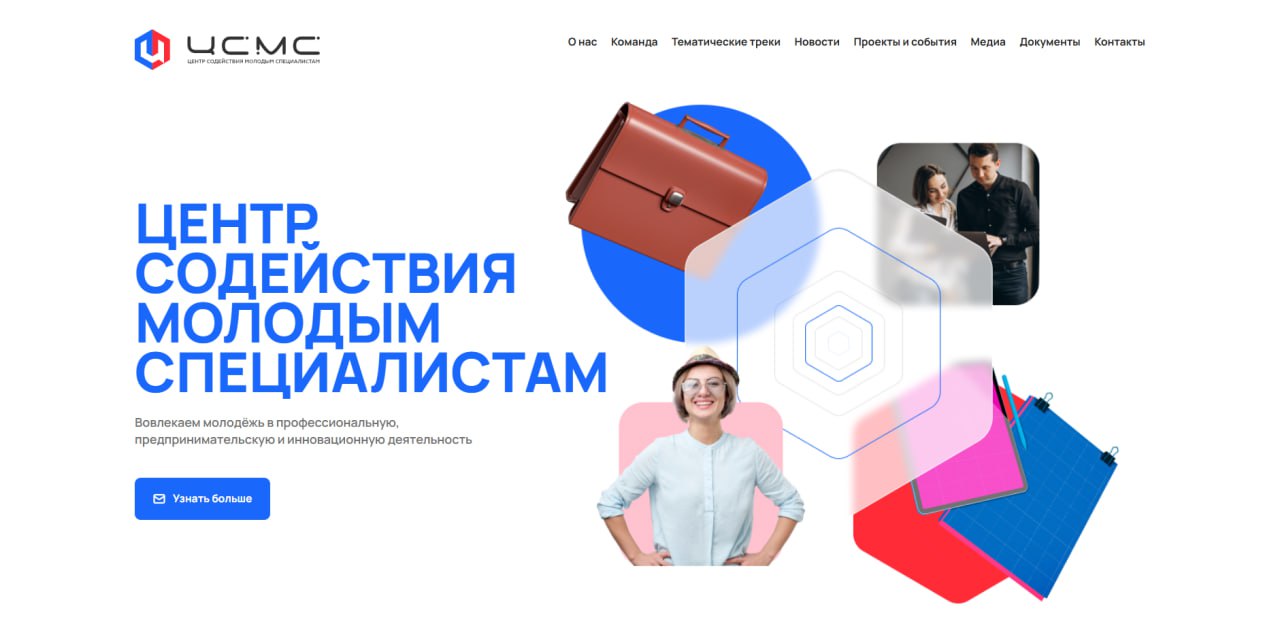 ЦСМС
ЦЕНТР СОДЕЙСТВИЯ МОЛОДЫМ СПЕЦИАЛИСТАМ
О нас Команда Тематические треки Новости Проекты и события Медиа Документы Контакты
ЦЕНТР
СОДЕЙСТВИЯ
МОЛОДЫМ
СПЕЦИАЛИСТАМ
Вовлекаем молодёжь в профессиональную,
предпринимательскую и инновационную деятельность
Узнать больше